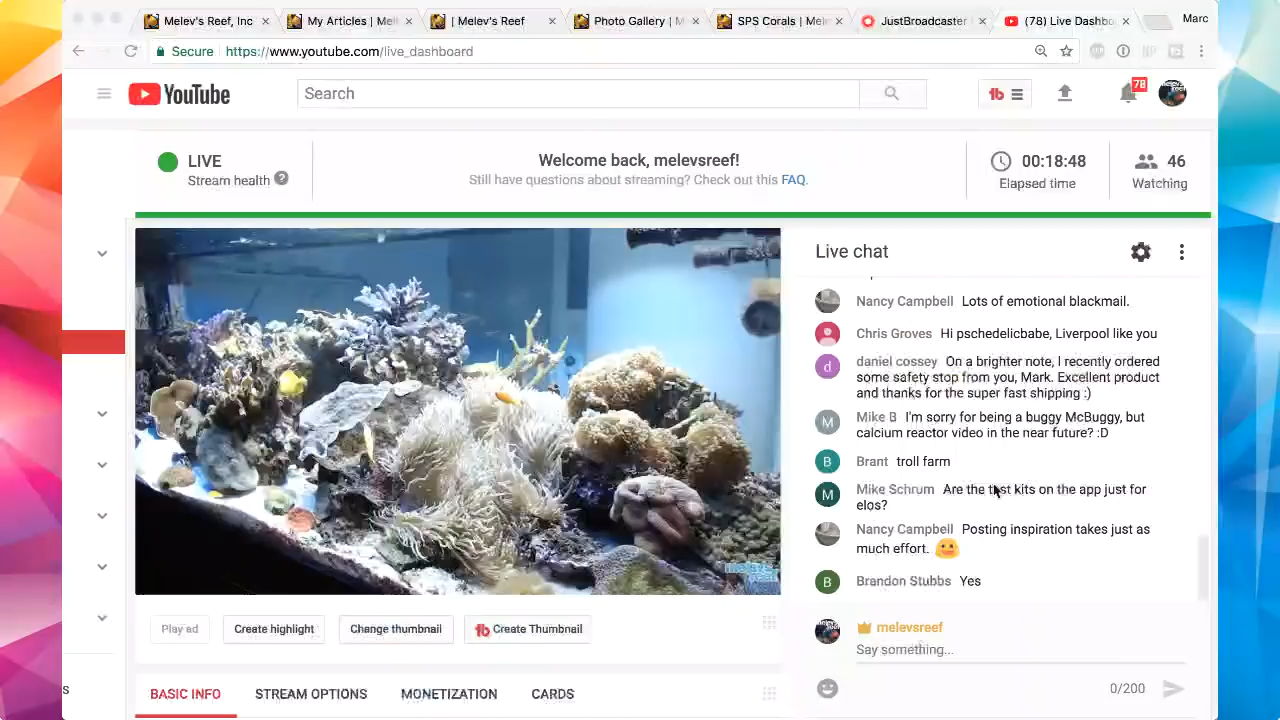 Melev's Reef, Inc
My Articles | Mel
| Melev's Reef
Photo Gallery | M
SPS Corals | Mele
JustBroadcaster
(78) Live Dashbo
Marc
Secure https://www.youtube.com/live_dashboard
YouTube
Search
tb
78
LIVE
Stream health ?
Welcome back, melevsreef!
Still have questions about streaming? Check out this FAQ.
00:18:48
Elapsed time
46
Watching
Live chat
Nancy Campbell Lots of emotional blackmail.
Chris Groves Hi pschedelicbabe, Liverpool like you
d
daniel cossey On a brighter note, I recently ordered
some safety stop from you, Mark. Excellent product
and thanks for the super fast shipping :)
M
Mike B I'm sorry for being a buggy McBuggy, but
calcium reactor video in the near future? :D
B
Brant troll farm
M
Mike Schrum Are the test kits on the app just for
elos?
Nancy Campbell Posting inspiration takes just as
much effort.
B
Brandon Stubbs Yes
melevsreef
Say something...
0/200
Play ad
Create highlight
Change thumbnail
tb Create Thumbnail
s
BASIC INFO
STREAM OPTIONS
MONETIZATION
CARDS